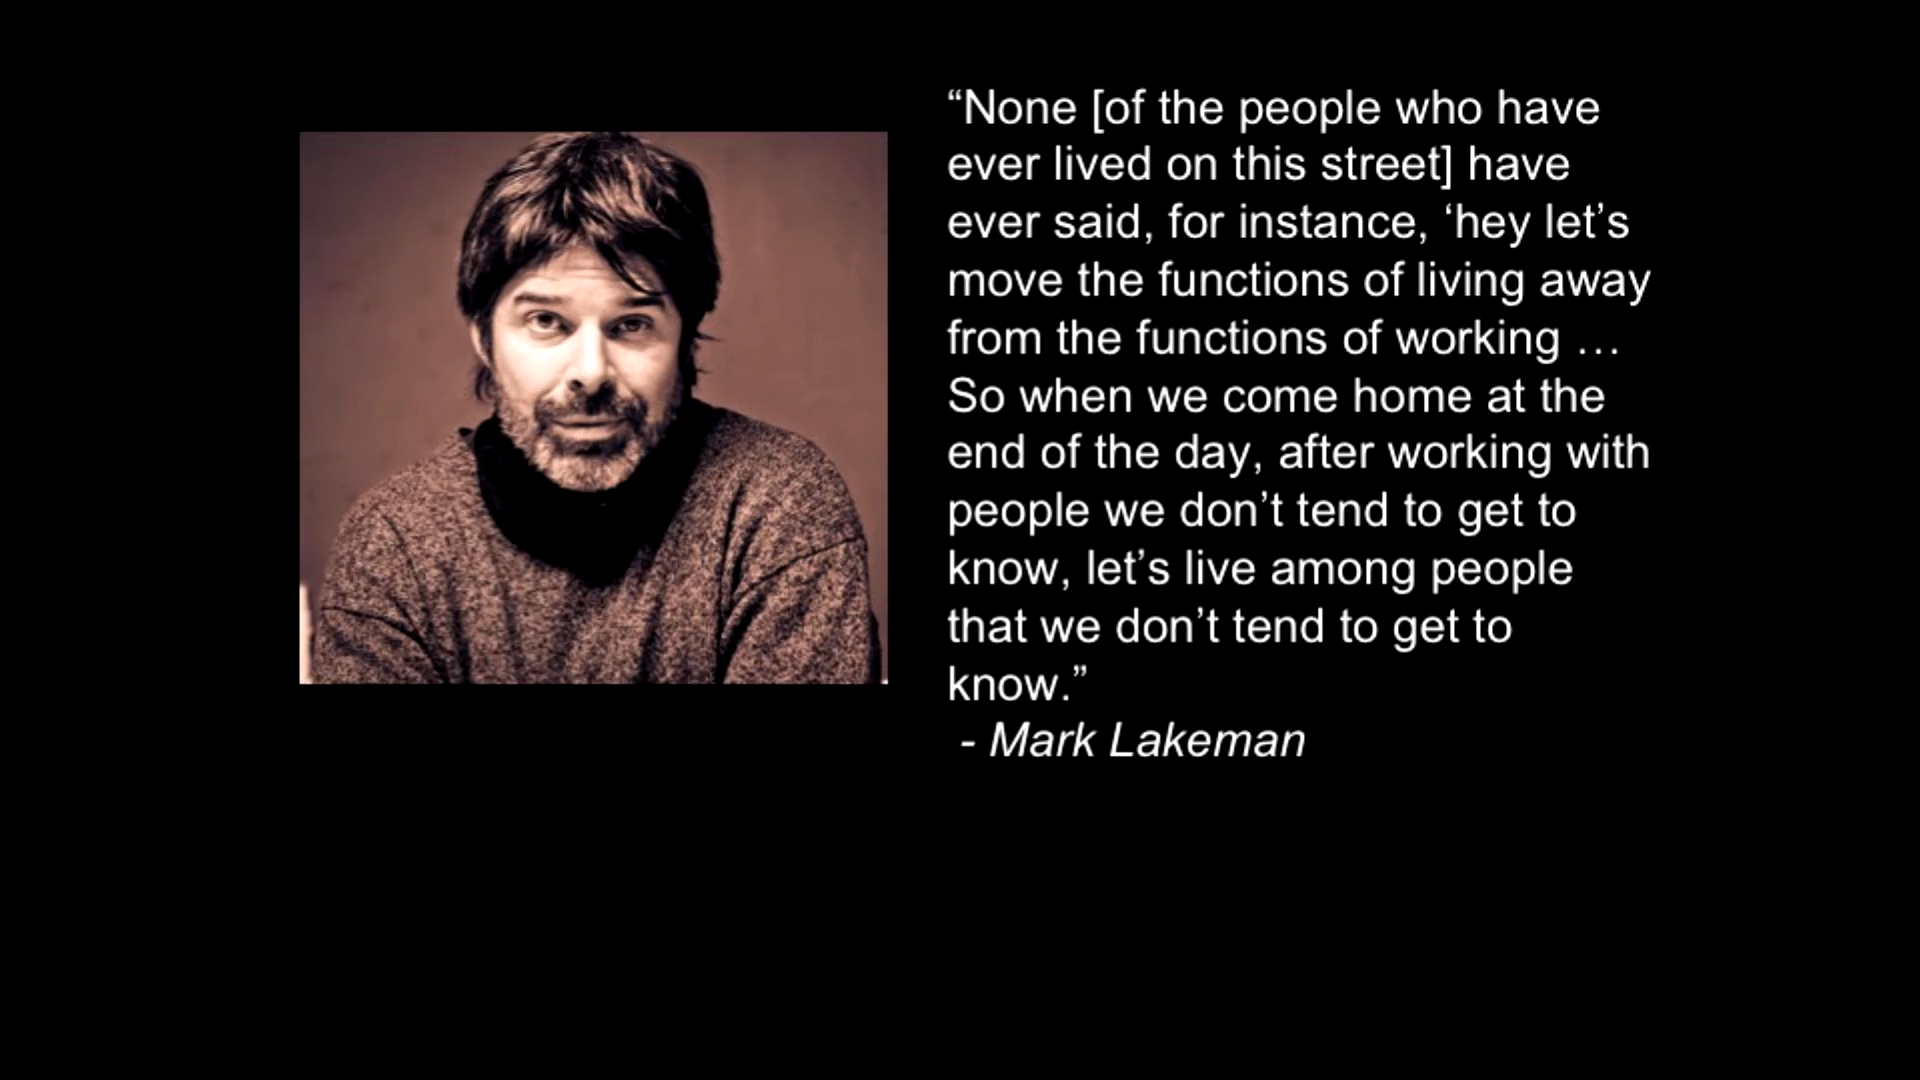 “None [of the people who have
ever lived on this street] have
ever said, for instance, ‘hey let’s
move the functions of living away
from the functions of working …
So when we come home at the
end of the day, after working with
people we don’t tend to get to
know, let’s live among people
that we don’t tend to get to
know.”
- Mark Lakeman